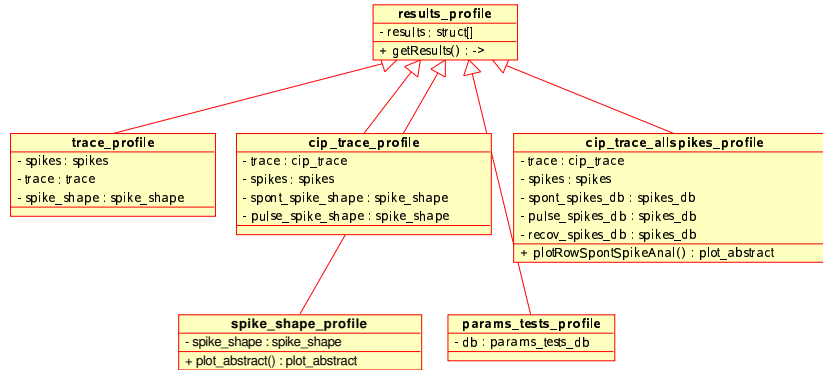 results_profile
- results : struct[]
+ getResults() : ->
trace_profile
- spikes : spikes
- trace : trace
- spike_shape : spike_shape
cip_trace_profile
- trace : cip_trace
- spikes : spikes
- spont_spike_shape : spike_shape
- pulse_spike_shape : spike_shape
cip_trace_allspikes_profile
- trace : cip_trace
- spikes : spikes
- spont_spikes_db : spikes_db
- pulse_spikes_db : spikes_db
- recov_spikes_db : spikes_db
+ plotRowSpontSpikeAnal() : plot_abstract
spike_shape_profile
- spike_shape : spike_shape
+ plot_abstract() : plot_abstract
params_tests_profile
- db : params_tests_db